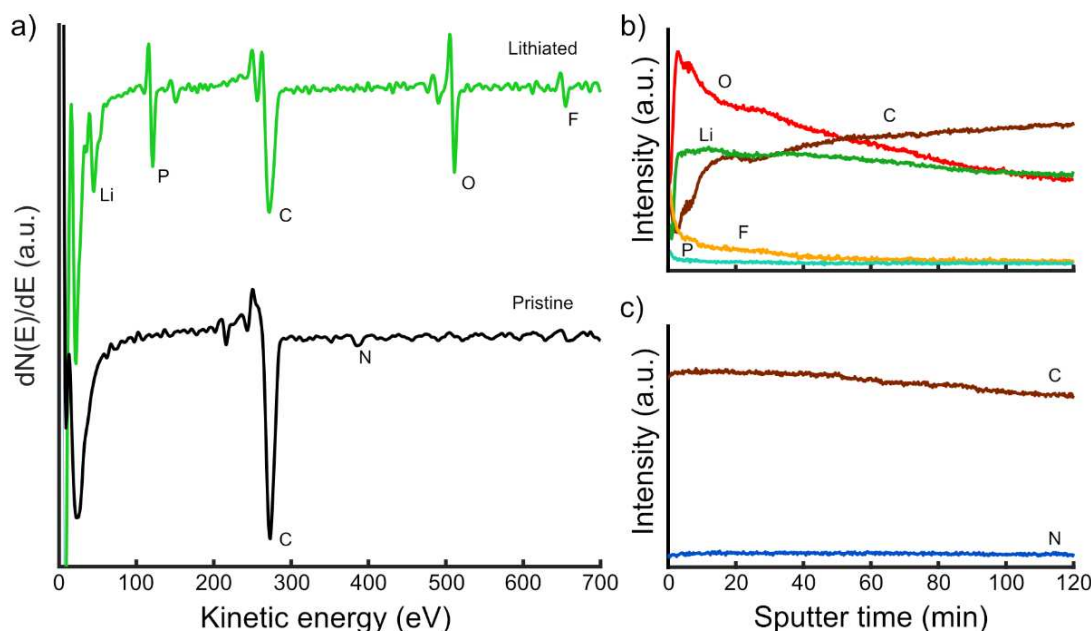 a)
Lithiated
Li
P
C
O
F
Pristine
N
C
dN(E)/dE (a.u.)
0 100 200 300 400 500 600 700
Kinetic energy (eV)
b)
O
C
Li
F
P
Intensity (a.u.)
c)
C
N
Intensity (a.u.)
0 20 40 60 80 100 120
Sputter time (min)